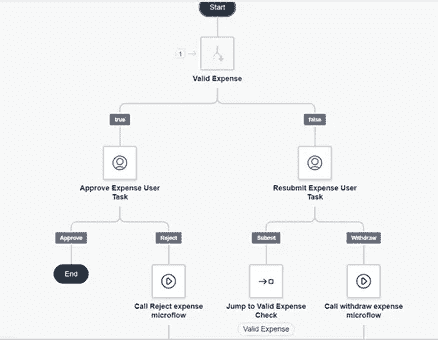 Start
1
Valid Expense
true
false
Approve Expense User
Task
Resubmit Expense User
Task
Approve
Reject
Submit
Withdraw
End
Call Reject expense
microflow
Jump to Valid Expense
Check
Valid Expense
Call withdraw expense
microflow